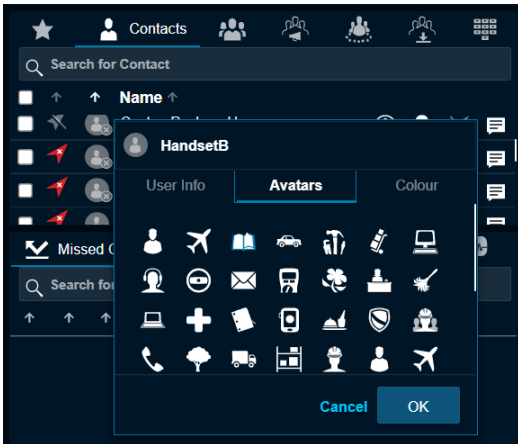 Contacts
Search for Contact
Name
HandsetB
User Info
Avatars
Colour
Missed
Search for
Cancel
OK